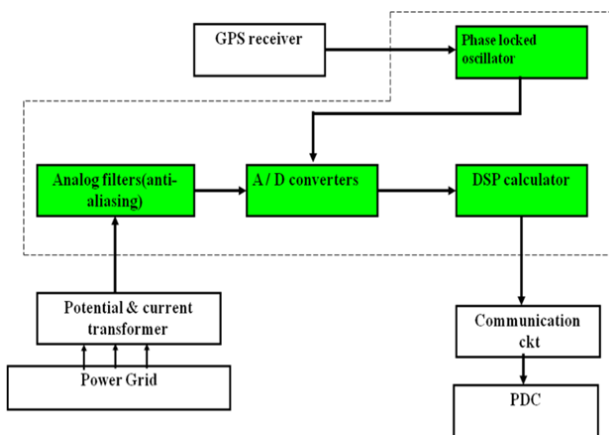 GPS receiver
Phase locked
oscillator
Analog filters(anti-
aliasing)
A / D converters
DSP calculator
Potential & current
transformer
Communication
ckt
Power Grid
PDC